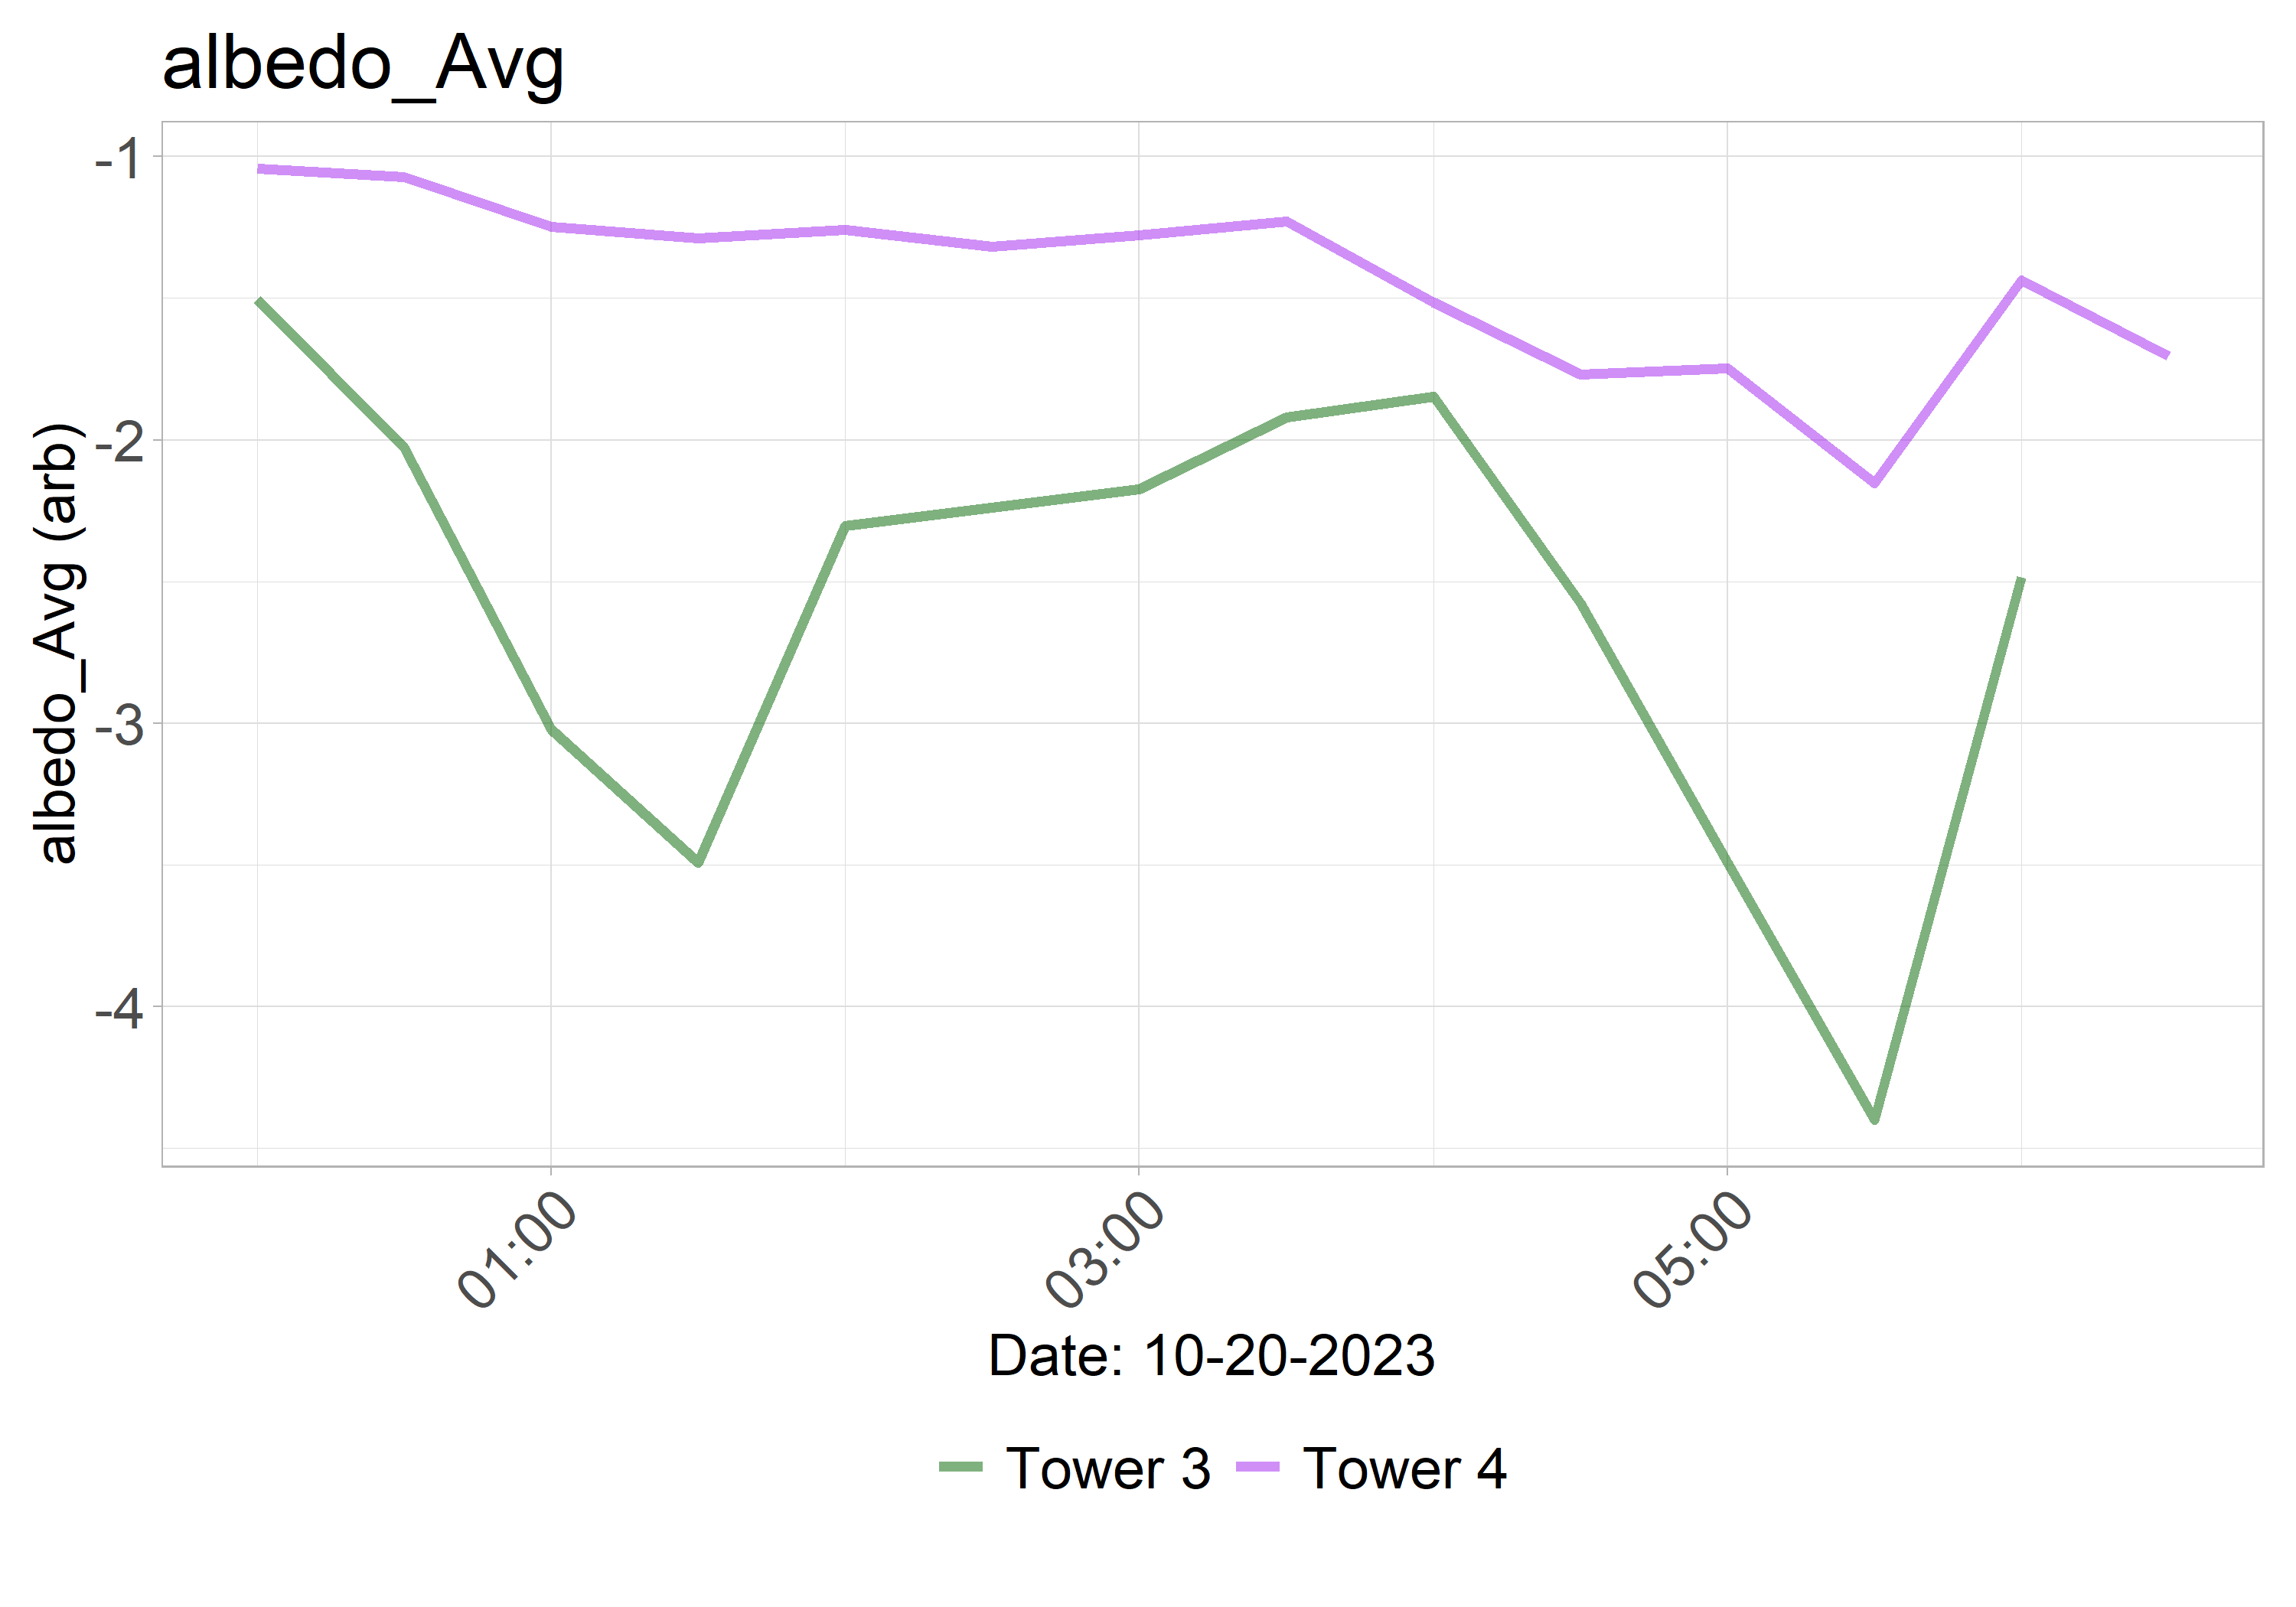 albedo_Avg
albedo_Avg (arb)
-1
-2
-3
-4
01:00
03:00
05:00
Date: 10-20-2023
Tower 3
Tower 4